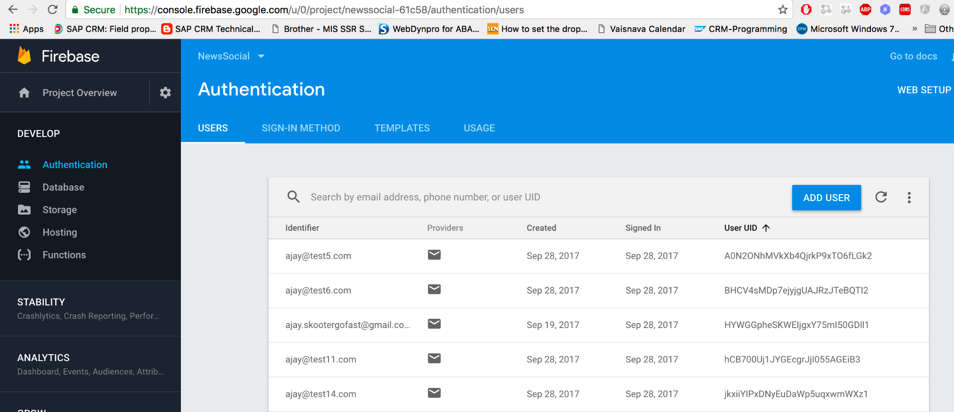 Secure https://console.firebase.google.com/u/0/project/newssocial-61c58/authentication/users
Apps SAP CRM: Field prop... SAP CRM Technical... Brother - MIS SSR S... WebDynpro for ABA... How to set the drop... Vaisnava Calendar CRM-Programming Microsoft Windows 7... » Oth
Firebase
NewsSocial
Go to docs
Project Overview
Authentication
WEB SETUP
USERS SIGN-IN METHOD TEMPLATES USAGE
DEVELOP
Authentication
Database
Storage
Hosting
Functions
STABILITY
Crashlytics, Crash Reporting, Perfor...
ANALYTICS
Dashboard, Events, Audiences, Attrib...
Search by email address, phone number, or user UID
ADD USER
Identifier Providers Created Signed In User UID
ajay@test5.com Sep 28, 2017 Sep 28, 2017 A0N2ONhMVkXb4QjrkP9xTO6fLGk2
ajay@test6.com Sep 28, 2017 Sep 28, 2017 BHCV4sMDp7ejyjgUAJRzJTeBQTI2
ajay.skootergofast@gmail.co... Sep 19, 2017 Sep 28, 2017 HYWGGpheSKWEIjgxY75mI50GDll1
ajay@test11.com Sep 28, 2017 Sep 28, 2017 hCB700Uj1JYGEcgrJjI055AGEiB3
ajay@test14.com Sep 28, 2017 Sep 28, 2017 jkxiiYIPxDNyEuDaWp5uqxwmWXz1